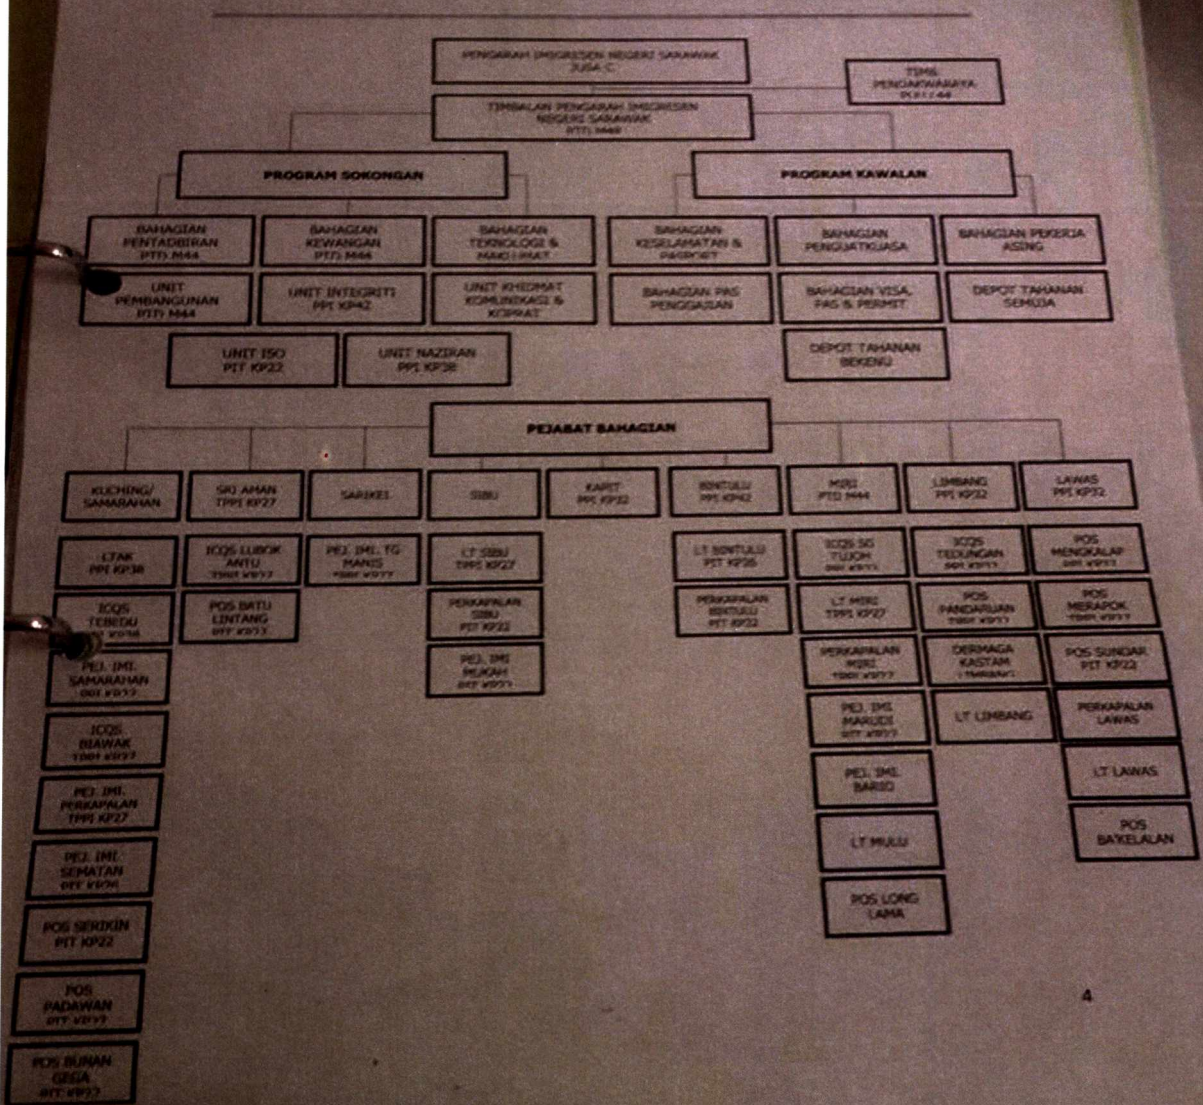 PENGARAH IMIGRESEN NEGERI SARAWAK
JUSA C
TIMB.
PENDAKWARAYA
TIMBALAN PENGARAH IMIGRESEN
NEGERI SARAWAK
PTD M48
PROGRAM SOKONGAN
PROGRAM KAWALAN
BAHAGIAN
PENTADBIRAN
PTD M44
BAHAGIAN
KEWANGAN
PTD M44
BAHAGIAN
TEKNOLOGI &
BAHAGIAN
KESELAMATAN &
PASPORT
BAHAGIAN
PENGUATKUASA
BAHAGIAN PEKERJA
ASING
UNIT
PEMBANGUNAN
PTD M44
UNIT INTEGRITI
PPI KP42
UNIT KHIDMAT
KOMUNIKASI &
KOPRAT
BAHAGIAN PAS
PENGGAJIAN
BAHAGIAN VISA,
PAS & PERMIT
DEPOT TAHANAN
SEMUJA
UNIT ISO
PIT KP22
UNIT NAZIRAN
PPI KP38
DEPOT TAHANAN
BEKENU
PEJABAT BAHAGIAN
KUCHING/
SAMARAHAN
SRI AMAN
TPPI KP27
SARIKEI
SIBU
KAPIT
PPI KP32
BINTULU
PPI KP42
MIRI
PTD M44
LIMBANG
PPI KP32
LAWAS
PPI KP32
LTAK
PPI KP38
ICQS LUBOK
ANTU
PEJ. IMI. TG
MANIS
LT SIBU
TPPI KP27
LT BINTULU
PIT KP26
ICQS SG
TUJOH
ICQS
TEDUNGAN
POS
MENGKALAP
ICQS
TEBEDU
POS BATU
LINTANG
PERKAPALAN
SIBU
PIT KP22
PERKAPALAN
BINTULU
PIT KP22
LT MIRI
TPPI KP27
POS
PANDARUAN
POS
MERAPOK
PEJ. IMI.
SAMARAHAN
PEJ. IMI
MUKAH
PERKAPALAN
MIRI
DERMAGA
KASTAM
POS SUNDAR
PIT KP22
ICQS
BIAWAK
PEJ. IMI
MARUDI
LT LIMBANG
PERKAPALAN
LAWAS
PEJ. IMI.
PERKAPALAN
TPPI KP27
PEJ. IMI.
BARIO
LT LAWAS
PEJ. IMI.
SEMATAN
LT MULU
POS
BA'KELALAN
POS SERIKIN
PIT KP22
POS LONG
LAMA
POS
PADAWAN
POS BUNAN
GEGA
4